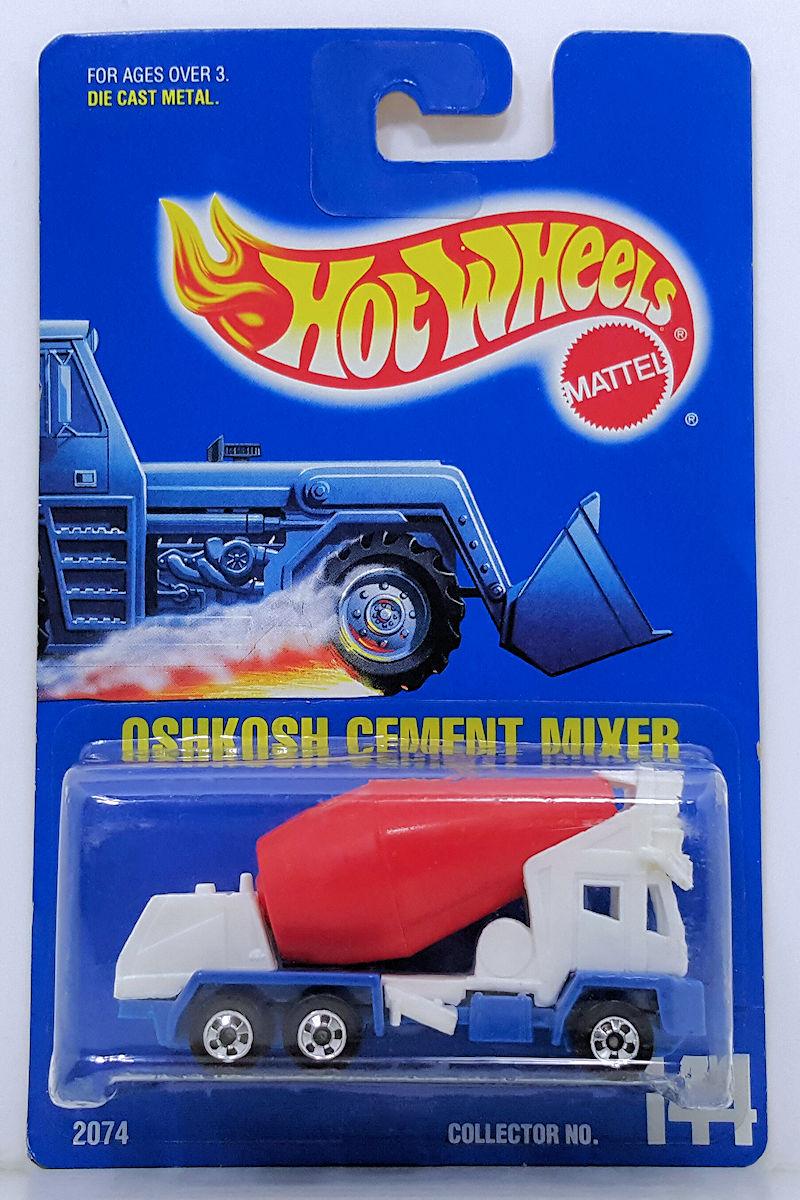 FOR AGES OVER 3.
DIE CAST METAL.
HOT WHEELS ®
MATTEL
®
OSHKOSH CEMENT MIXER
2074
COLLECTOR NO.
144